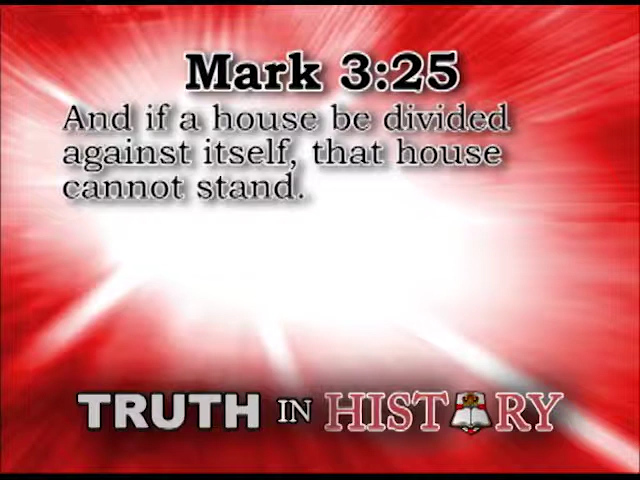 Mark 3:25
And if a house be divided
against itself, that house
cannot stand.
TRUTH IN HISTORY